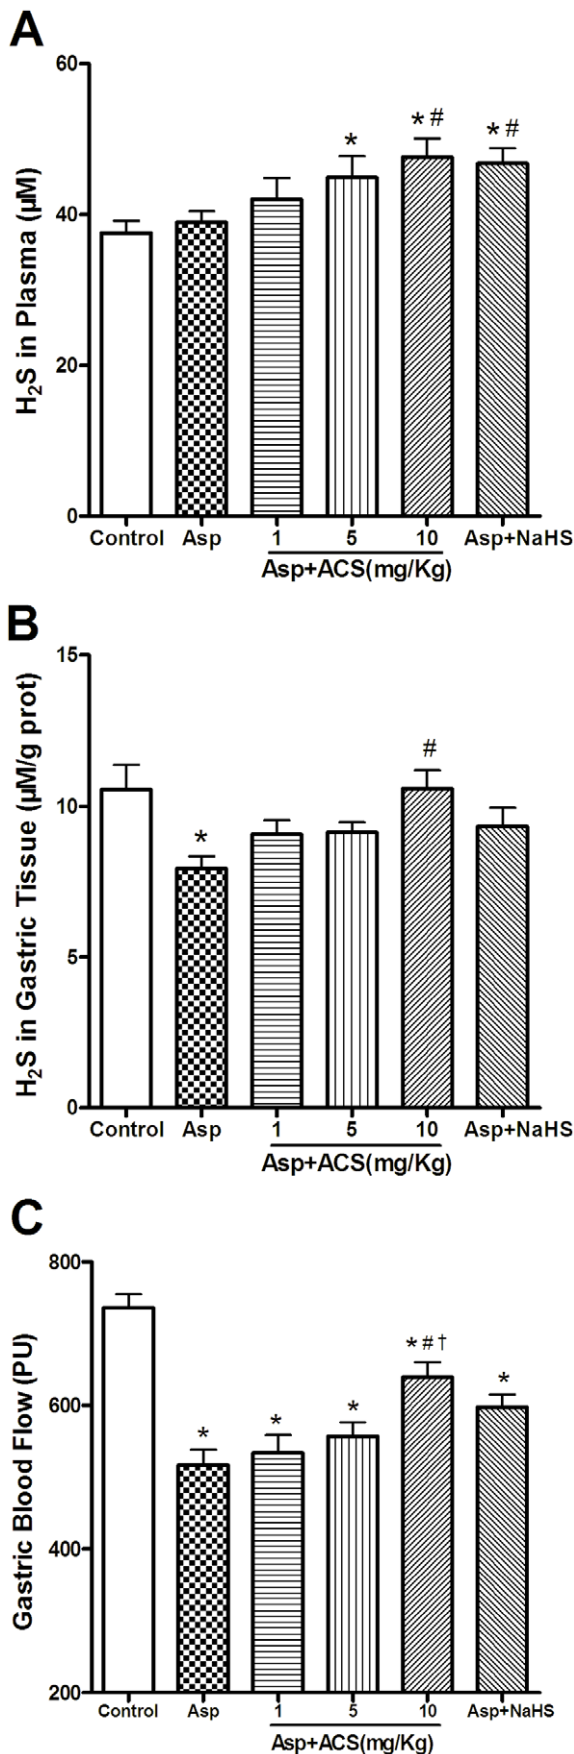 A
H₂S in Plasma (µM)
60
40
20
0
*
* #
* #
Control Asp 1 5 10 Asp+NaHS
Asp+ACS(mg/Kg)
B
H₂S in Gastric Tissue (µM/g prot)
15
10
5
0
*
#
Control Asp 1 5 10 Asp+NaHS
Asp+ACS(mg/Kg)
C
Gastric Blood Flow (PU)
800
600
400
200
*
*
*
* # †
*
Control Asp 1 5 10 Asp+NaHS
Asp+ACS(mg/Kg)